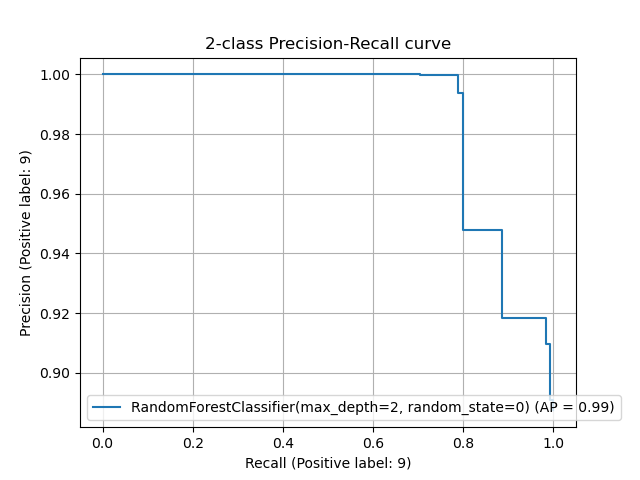 2-class Precision-Recall curve
1.00
0.98
0.96
0.94
0.92
0.90
Precision (Positive label: 9)
RandomForestClassifier(max_depth=2, random_state=0) (AP = 0.99)
0.0 0.2 0.4 0.6 0.8 1.0
Recall (Positive label: 9)